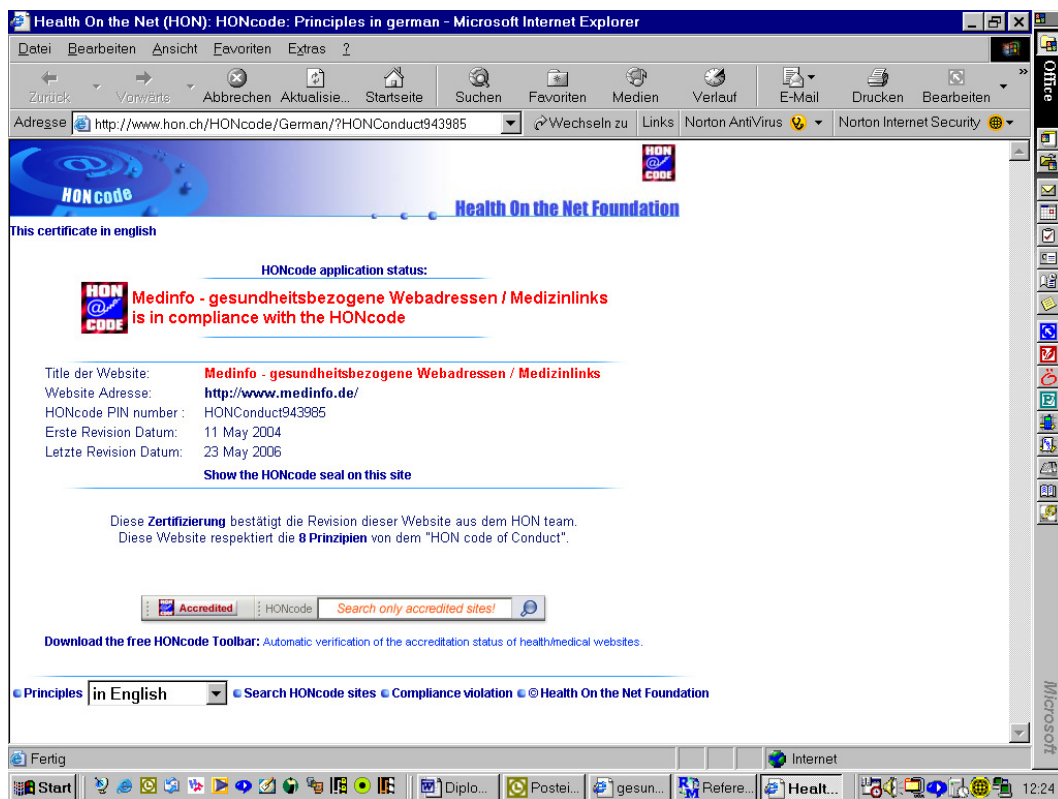 Health On the Net (HON): HONcode: Principles in german - Microsoft Internet Explorer
Datei Bearbeiten Ansicht Favoriten Extras ?
Zurück Vorwärts Abbrechen Aktualisie... Startseite Suchen Favoriten Medien Verlauf E-Mail Drucken Bearbeiten »
Adresse http://www.hon.ch/HONcode/German/?HONConduct943985 Wechseln zu Links Norton AntiVirus Norton Internet Security
HON
@
CODE
HONcode
Health On the Net Foundation
This certificate in english
HONcode application status:
HON
@
CODE
Medinfo - gesundheitsbezogene Webadressen / Medizinlinks
is in compliance with the HONcode
Title der Website: Medinfo - gesundheitsbezogene Webadressen / Medizinlinks
Website Adresse: http://www.medinfo.de/
HONcode PIN number : HONConduct943985
Erste Revision Datum: 11 May 2004
Letzte Revision Datum: 23 May 2006
Show the HONcode seal on this site
Diese Zertifizierung bestätigt die Revision dieser Website aus dem HON team.
Diese Website respektiert die 8 Prinzipien von dem "HON code of Conduct".
Accredited HONcode Search only accredited sites!
Download the free HONcode Toolbar: Automatic verification of the accreditation status of health/medical websites.
Principles in English Search HONcode sites Compliance violation © Health On the Net Foundation
Fertig Internet
Start Diplo... Postei... gesun... Refere... Healt... 12:24
Office
Microsoft